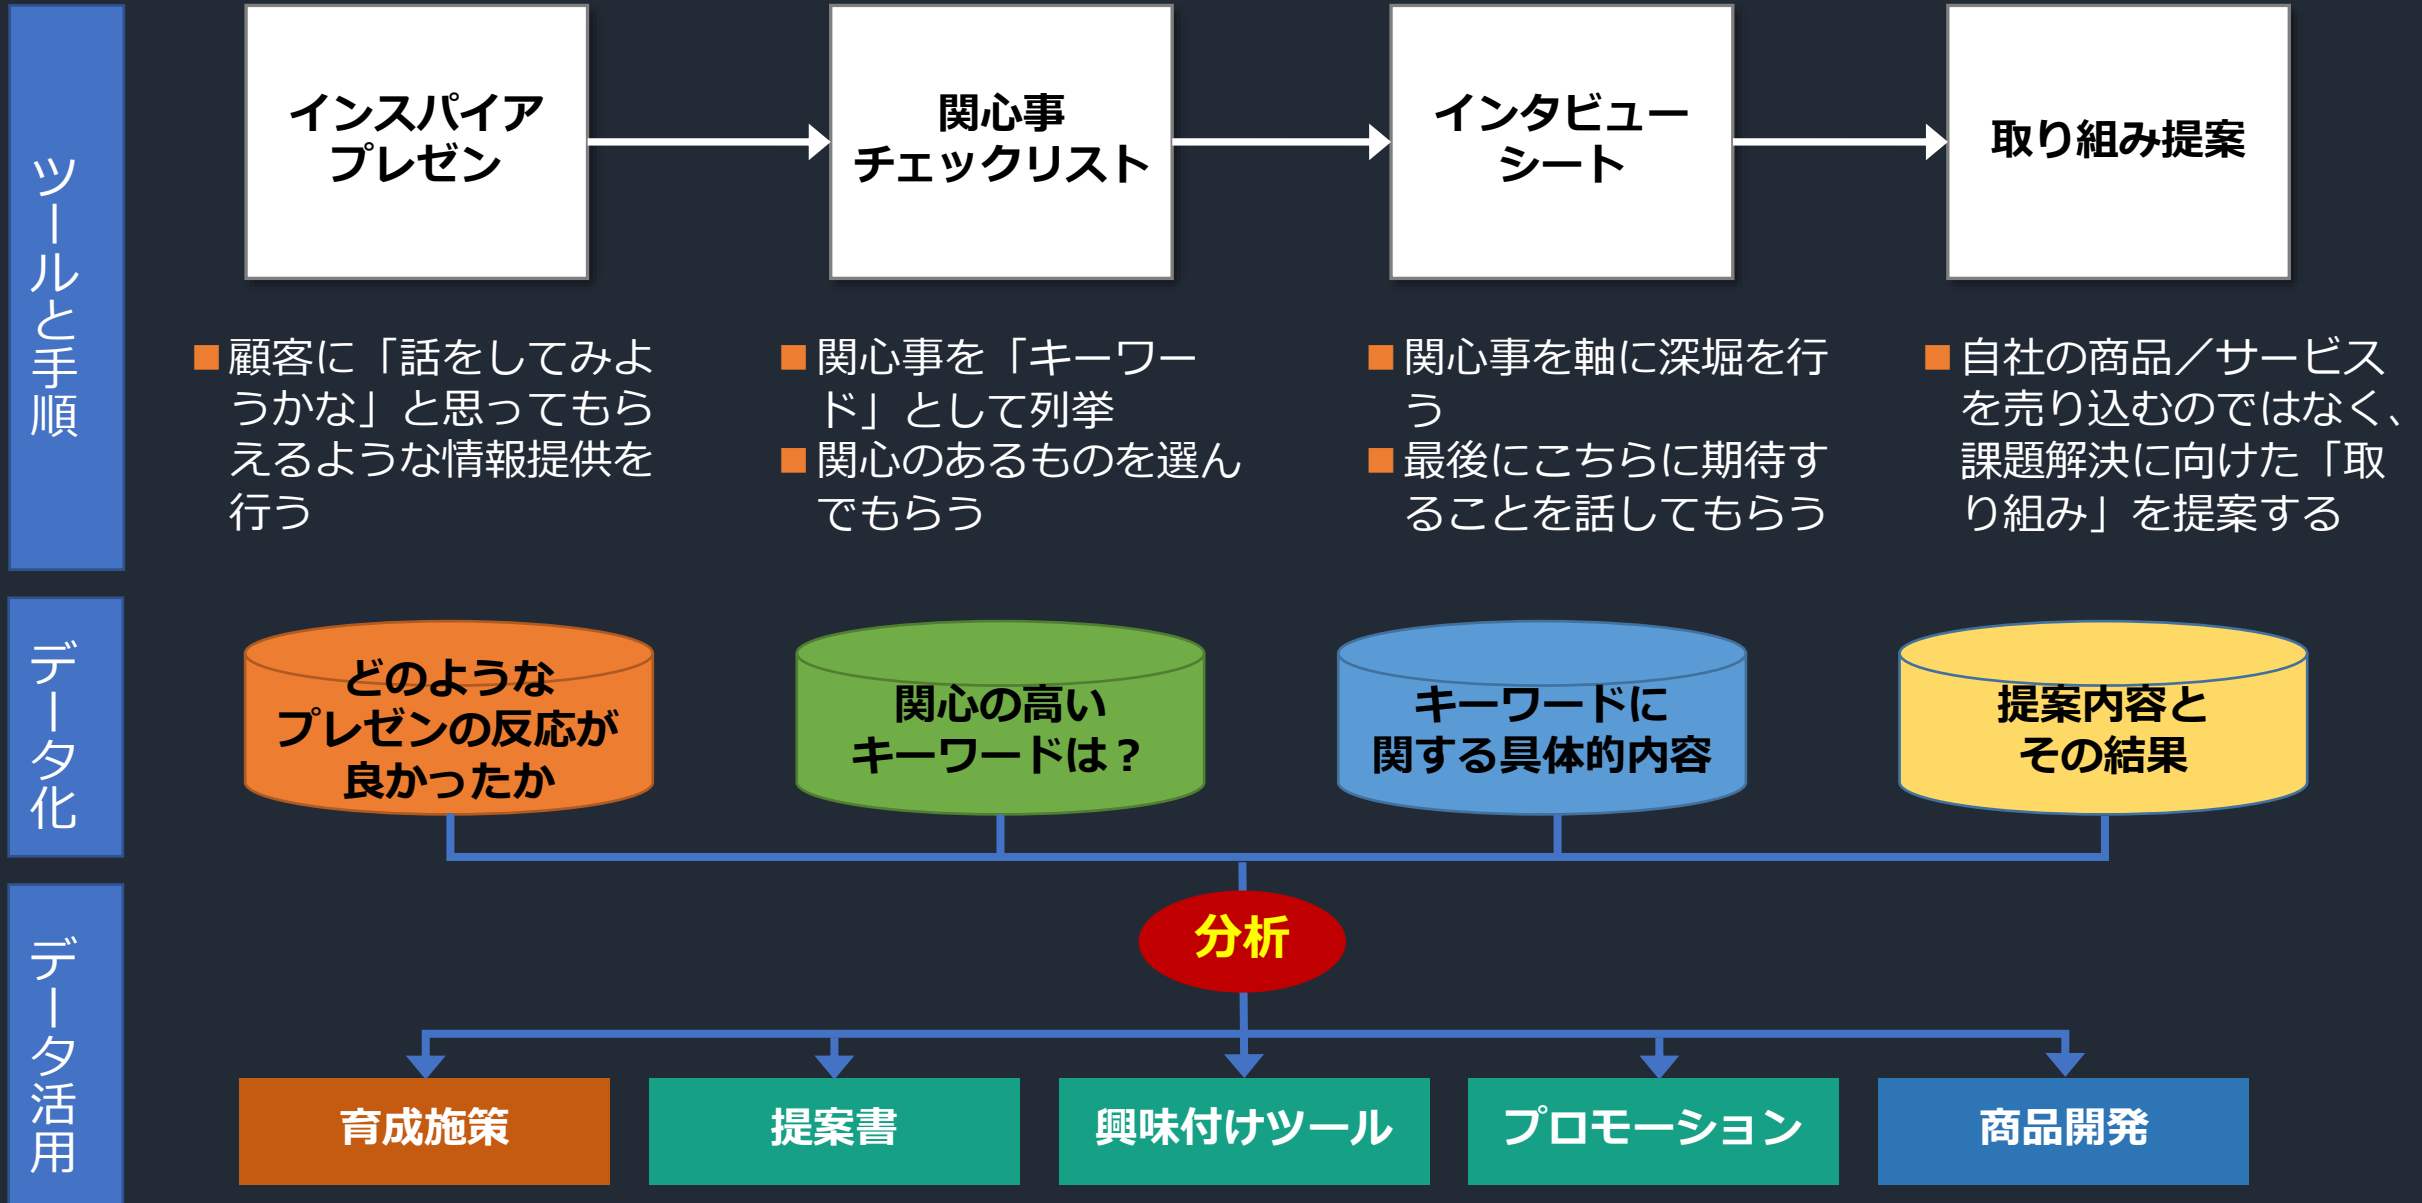 ツールと手順
インスパイア
プレゼン
関心事
チェックリスト
インタビュー
シート
取り組み提案
■顧客に「話をしてみよ
うかな」と思ってもら
えるような情報提供を
行う
■関心事を「キーワー
ド」として列挙
■関心のあるものを選ん
でもらう
■関心事を軸に深堀を行
う
■最後にこちらに期待す
ることを話してもらう
■自社の商品／サービス
を売り込むのではなく、
課題解決に向けた「取
り組み」を提案する
データ化
どのような
プレゼンの反応が
良かったか
関心の高い
キーワードは？
キーワードに
関する具体的内容
提案内容と
その結果
データ活用
分析
育成施策
提案書
興味付けツール
プロモーション
商品開発